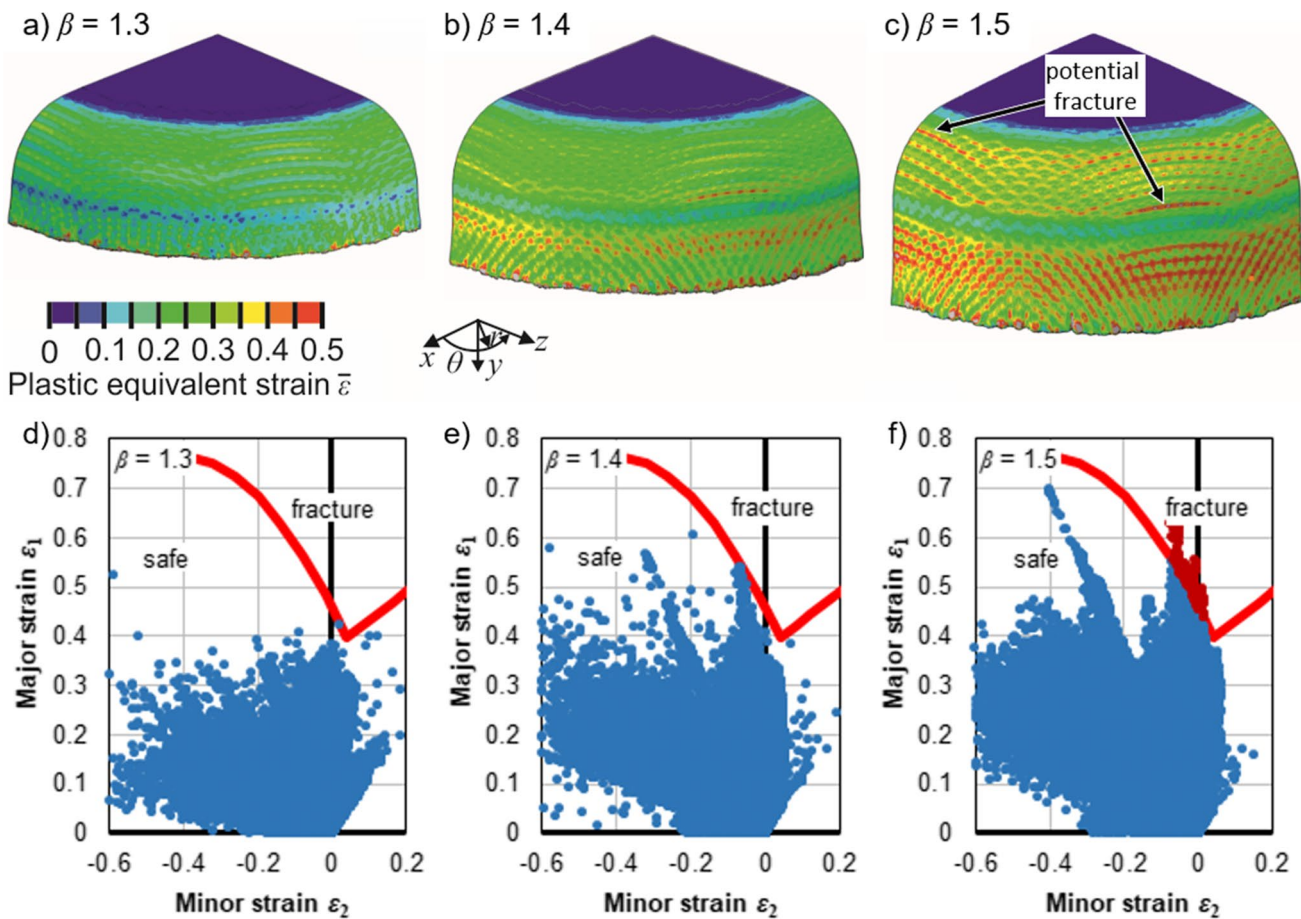 a) β = 1.3
b) β = 1.4
c) β = 1.5
potential
fracture
0 0.1 0.2 0.3 0.4 0.5
Plastic equivalent strain ε̅
x θ r y z
d)
0.8
0.7
0.6
0.5
0.4
0.3
0.2
0.1
0
β = 1.3
fracture
safe
-0.6 -0.4 -0.2 0 0.2
Major strain ε₁
Minor strain ε₂
e)
0.8
0.7
0.6
0.5
0.4
0.3
0.2
0.1
0
β = 1.4
fracture
safe
-0.6 -0.4 -0.2 0 0.2
Major strain ε₁
Minor strain ε₂
f)
0.8
0.7
0.6
0.5
0.4
0.3
0.2
0.1
0
β = 1.5
fracture
safe
-0.6 -0.4 -0.2 0 0.2
Major strain ε₁
Minor strain ε₂